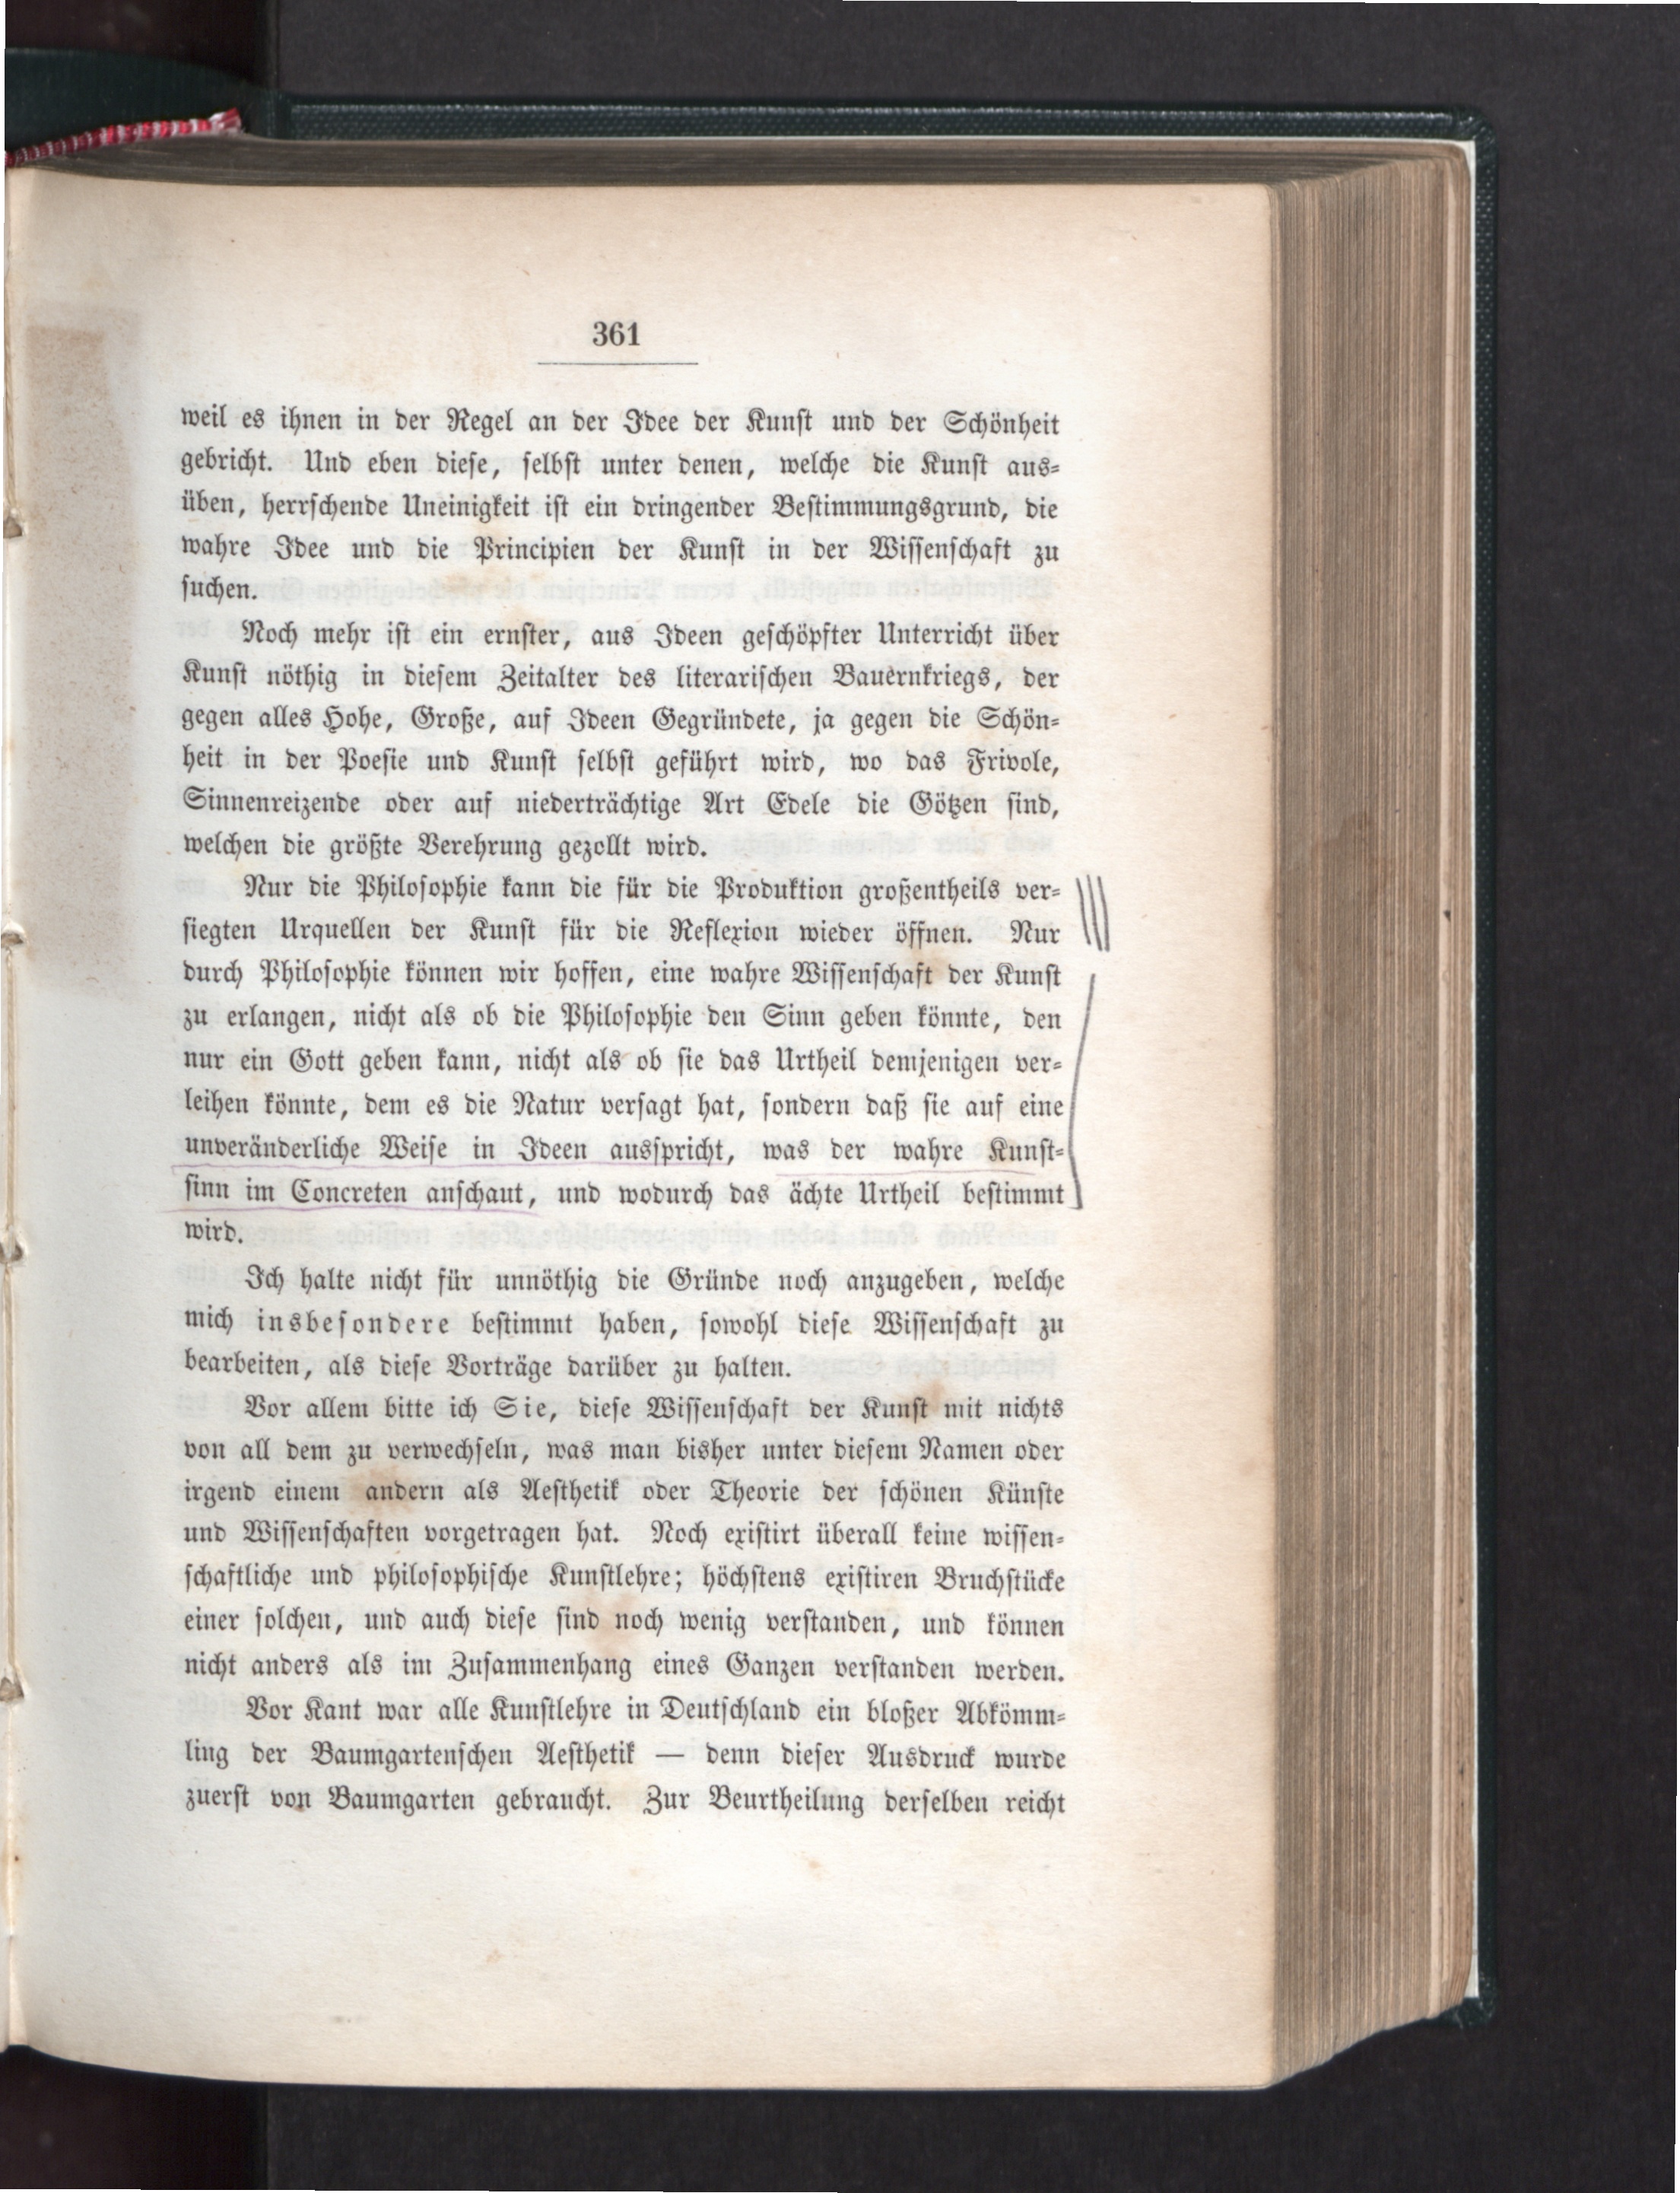 361
weil es ihnen in der Regel an der Idee der Kunst und der Schönheit
gebricht. Und eben diese, selbst unter denen, welche die Kunst aus-
üben, herrschende Uneinigkeit ist ein dringender Bestimmungsgrund, die
wahre Idee und die Principien der Kunst in der Wissenschaft zu
suchen.
Noch mehr ist ein ernster, aus Ideen geschöpfter Unterricht über
Kunst nöthig in diesem Zeitalter des literarischen Bauernkriegs, der
gegen alles Hohe, Große, auf Ideen Gegründete, ja gegen die Schön-
heit in der Poesie und Kunst selbst geführt wird, wo das Frivole,
Sinnenreizende oder auf niederträchtige Art Edele die Götzen sind,
welchen die größte Verehrung gezollt wird.
Nur die Philosophie kann die für die Produktion großentheils ver-
siegten Urquellen der Kunst für die Reflexion wieder öffnen. Nur
durch Philosophie können wir hoffen, eine wahre Wissenschaft der Kunst
zu erlangen, nicht als ob die Philosophie den Sinn geben könnte, den
nur ein Gott geben kann, nicht als ob sie das Urtheil demjenigen ver-
leihen könnte, dem es die Natur versagt hat, sondern daß sie auf eine
unveränderliche Weise in Ideen ausspricht, was der wahre Kunst-
sinn im Concreten anschaut, und wodurch das ächte Urtheil bestimmt
wird.
Ich halte nicht für unnöthig die Gründe noch anzugeben, welche
mich insbesondere bestimmt haben, sowohl diese Wissenschaft zu
bearbeiten, als diese Vorträge darüber zu halten.
Vor allem bitte ich Sie, diese Wissenschaft der Kunst mit nichts
von all dem zu verwechseln, was man bisher unter diesem Namen oder
irgend einem andern als Aesthetik oder Theorie der schönen Künste
und Wissenschaften vorgetragen hat. Noch existirt überall keine wissen-
schaftliche und philosophische Kunstlehre; höchstens existiren Bruchstücke
einer solchen, und auch diese sind noch wenig verstanden, und können
nicht anders als im Zusammenhang eines Ganzen verstanden werden.
Vor Kant war alle Kunstlehre in Deutschland ein bloßer Abkömm-
ling der Baumgartenschen Aesthetik — denn dieser Ausdruck wurde
zuerst von Baumgarten gebraucht. Zur Beurtheilung derselben reicht